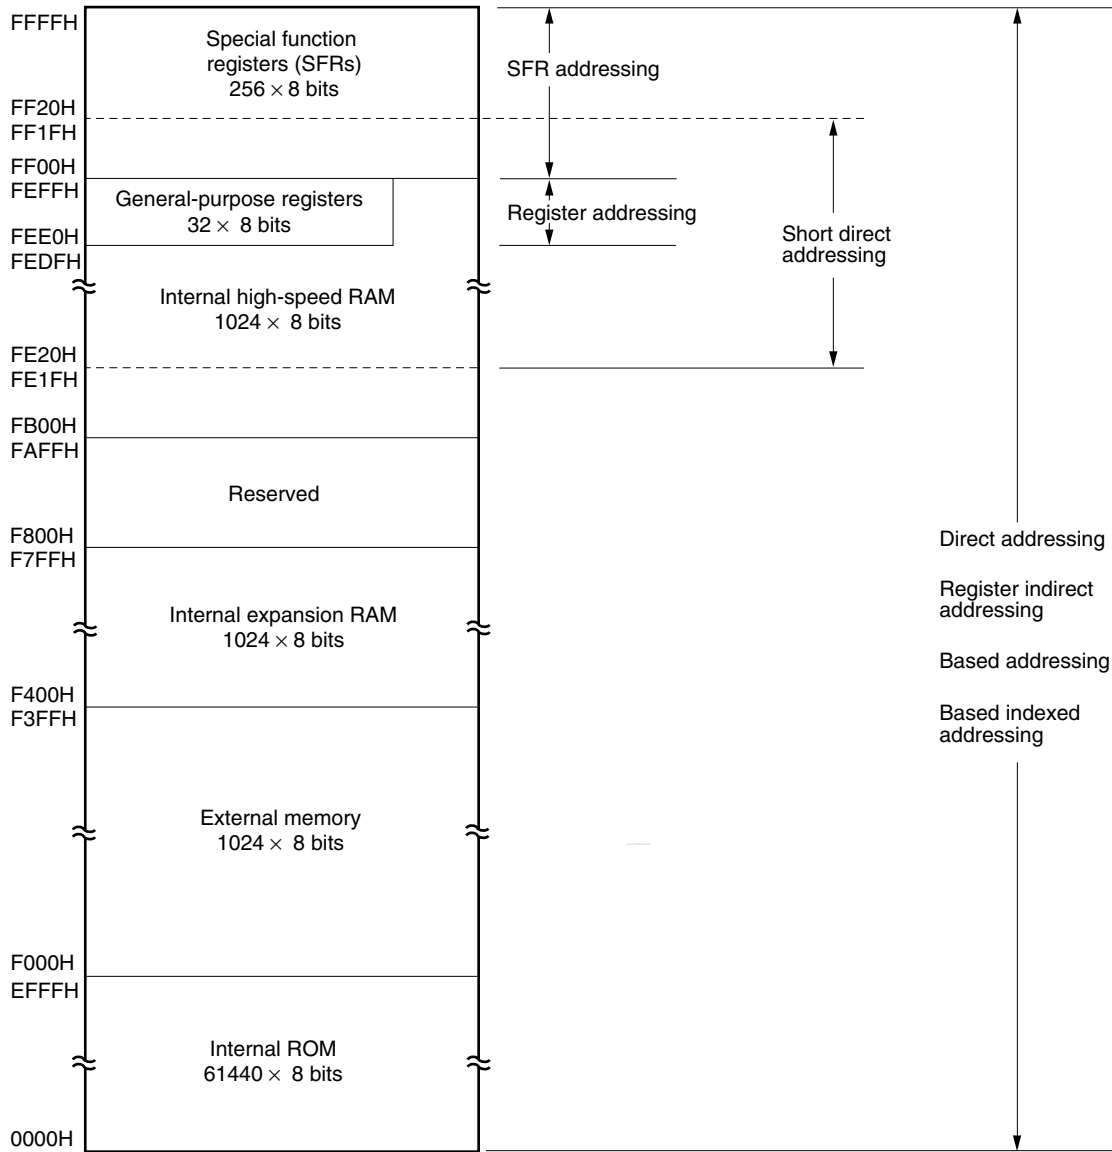 FFFFH
Special function
registers (SFRs)
256 × 8 bits
SFR addressing
FF20H
FF1FH
FF00H
FEFFH
General-purpose registers
32 × 8 bits
Register addressing
FEE0H
FEDFH
Short direct
addressing
Internal high-speed RAM
1024 × 8 bits
FE20H
FE1FH
FB00H
FAFFH
Reserved
F800H
F7FFH
Direct addressing
Register indirect
addressing
Based addressing
Based indexed
addressing
Internal expansion RAM
1024 × 8 bits
F400H
F3FFH
External memory
1024 × 8 bits
F000H
EFFFH
Internal ROM
61440 × 8 bits
0000H